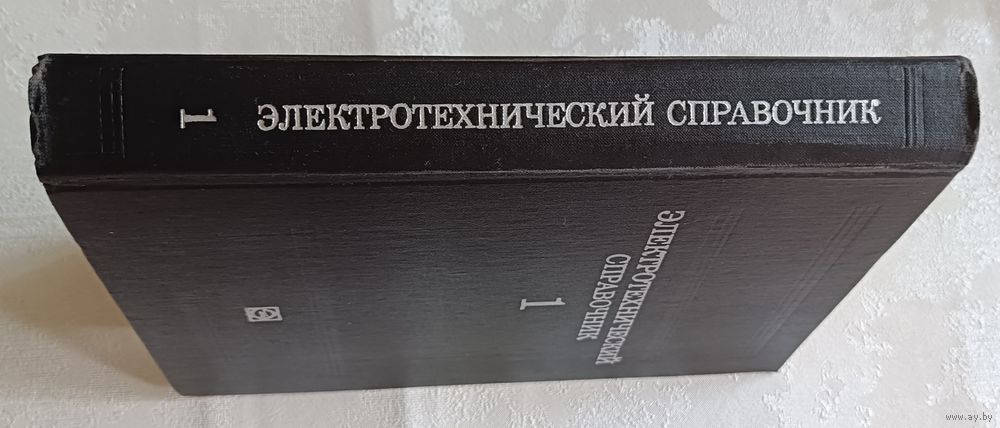 1 ЭЛЕКТРОТЕХНИЧЕСКИЙ СПРАВОЧНИК
ЭЛЕКТРОТЕХНИЧЕСКИЙ
СПРАВОЧНИК
1
www.ay.by